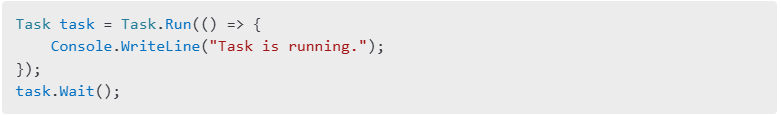 Task task = Task.Run(() => {
    Console.WriteLine("Task is running.");
});
task.Wait();